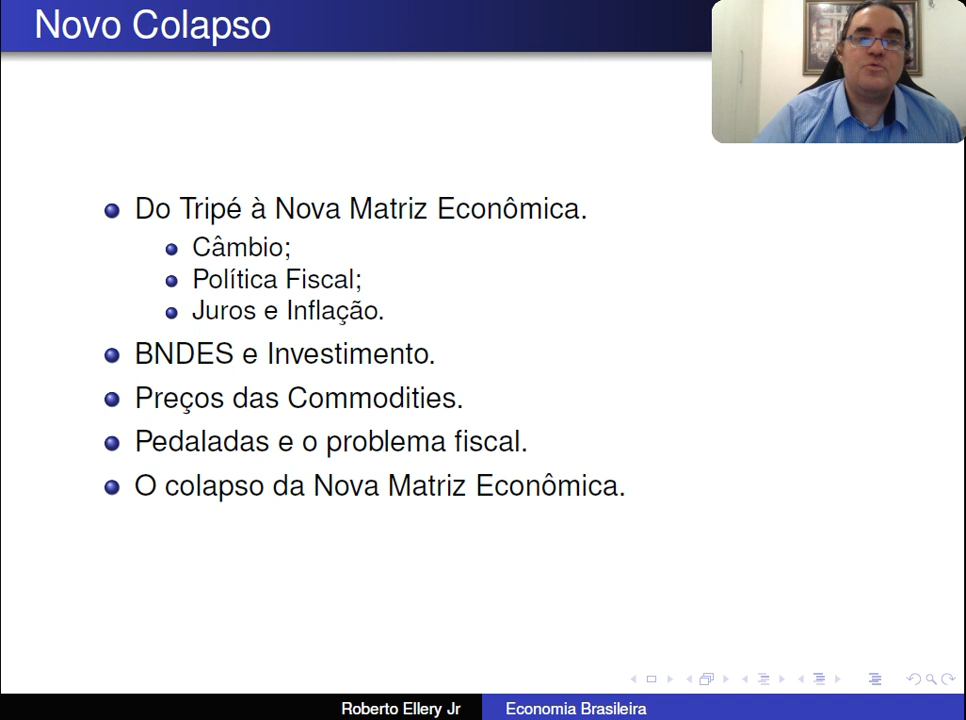 Novo Colapso
Do Tripé à Nova Matriz Econômica.
Câmbio;
Política Fiscal;
Juros e Inflação.
BNDES e Investimento.
Preços das Commodities.
Pedaladas e o problema fiscal.
O colapso da Nova Matriz Econômica.
Roberto Ellery Jr
Economia Brasileira